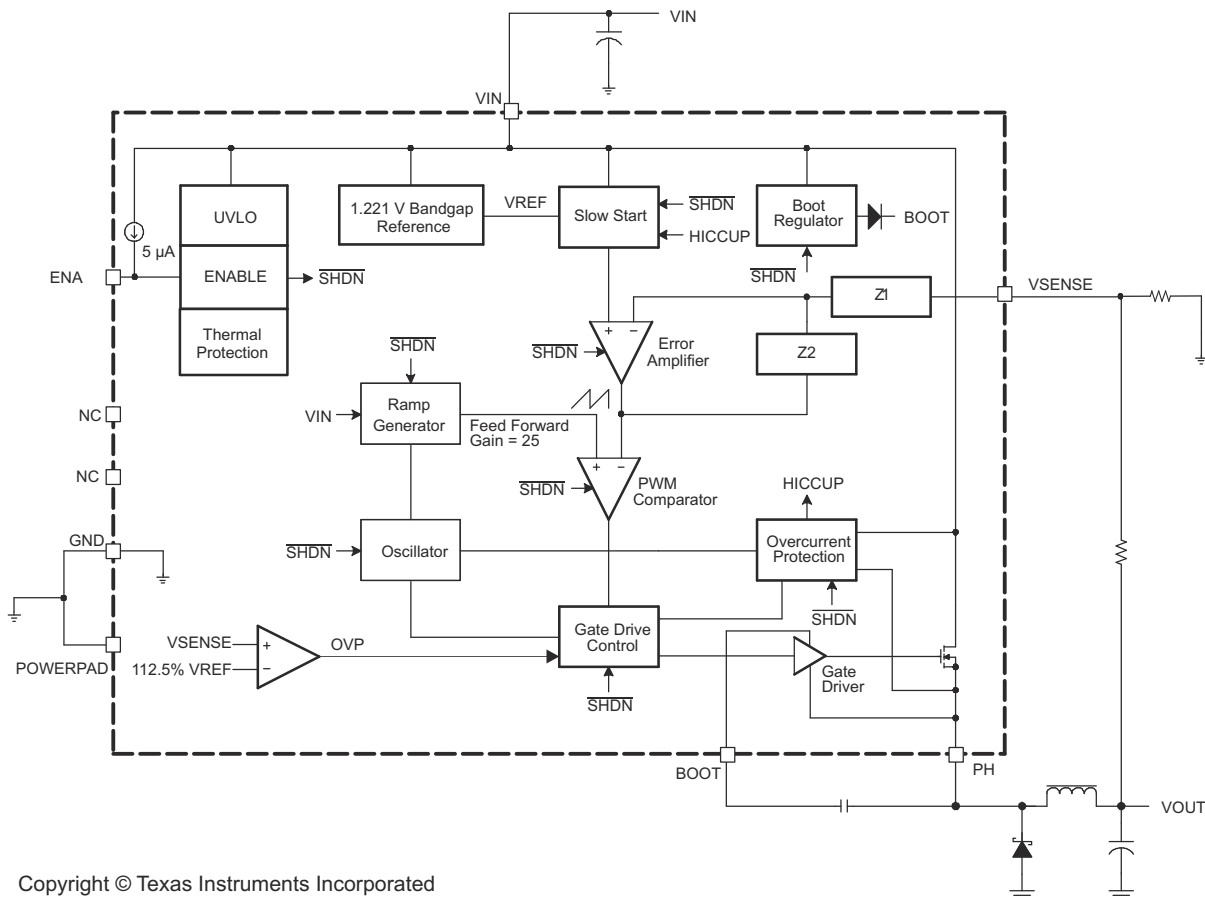 VIN
VIN
UVLO
1.221 V Bandgap
Reference
VREF
Slow Start
SHDN
HICCUP
Boot
Regulator
BOOT
5 µA
ENA
ENABLE
SHDN
SHDN
Z1
VSENSE
Thermal
Protection
SHDN
SHDN
+
−
Error
Amplifier
Z2
NC
VIN
Ramp
Generator
Feed Forward
Gain = 25
NC
SHDN
+
−
PWM
Comparator
HICCUP
GND
SHDN
Oscillator
Overcurrent
Protection
SHDN
POWERPAD
VSENSE
112.5% VREF
+
−
OVP
Gate Drive
Control
SHDN
Gate
Driver
BOOT
PH
VOUT
Copyright © Texas Instruments Incorporated